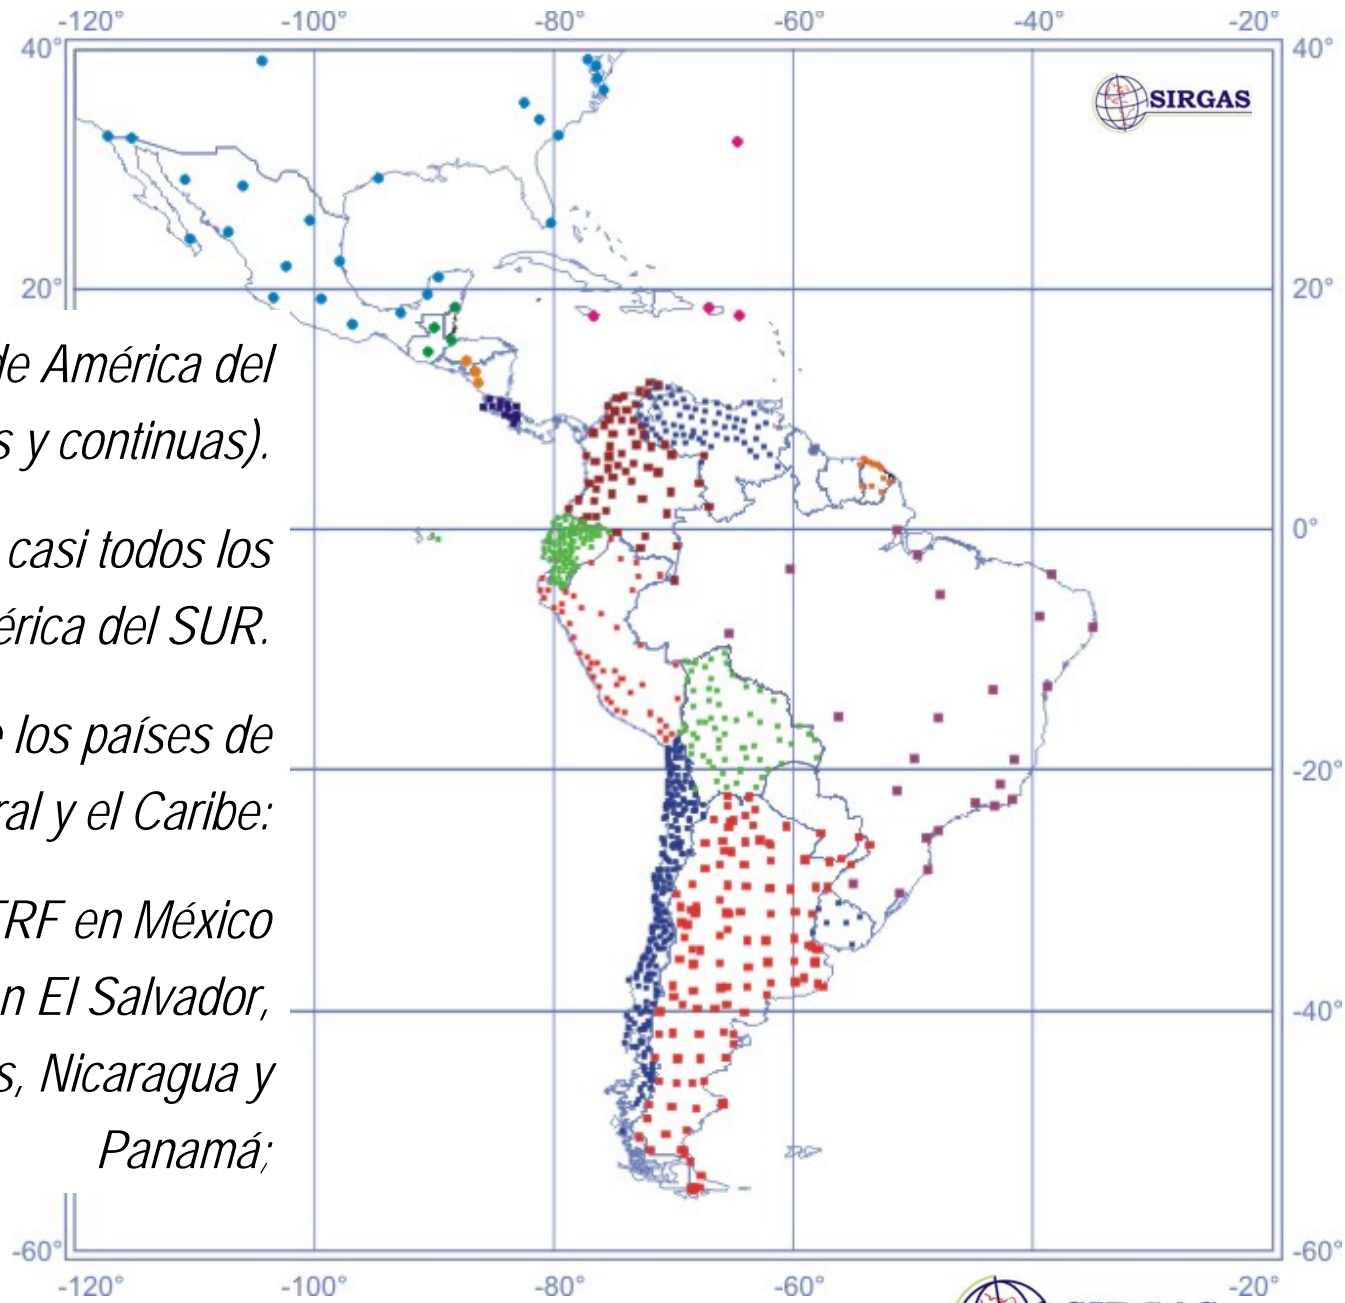 -120° -100° -80° -60° -40° -20°
40° 40°
SIRGAS
20° 20°
de América del
s y continuas).
0°
casi todos los
érica del SUR.
e los países de
-20°
ral y el Caribe:
TRF en México
n El Salvador,
-40°
s, Nicaragua y
Panamá;
-60° -60°
-120° -100° -80° -60° -20°